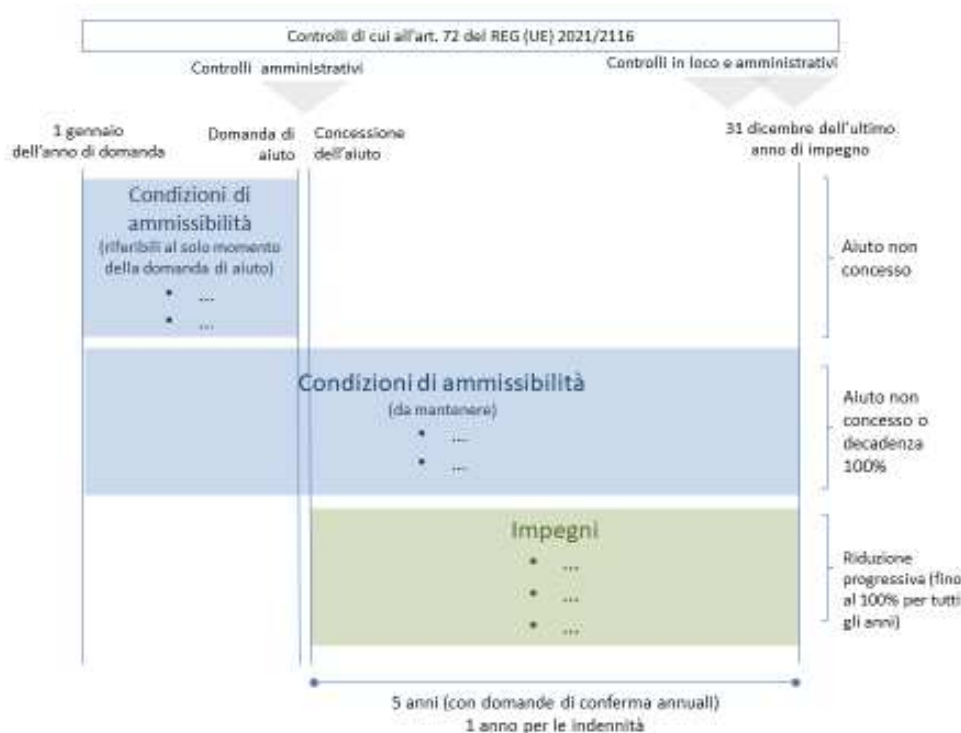 Controlli di cui all'art. 72 del REG (UE) 2021/2116
Controlli amministrativi
Controlli in loco e amministrativi
1 gennaio
dell'anno di domanda
Domanda di
aiuto
Concessione
dell'aiuto
31 dicembre dell'ultimo
anno di impegno
Condizioni di
ammissibilità
(riferibili al solo momento
della domanda di aiuto)
• ...
• ...
Aiuto non
concesso
Condizioni di ammissibilità
(da mantenere)
• ...
• ...
Aiuto non
concesso o
decadenza
100%
Impegni
• ...
• ...
• ...
Riduzione
progressiva (fino
al 100% per tutti
gli anni)
5 anni (con domande di conferma annuali)
1 anno per le indennità